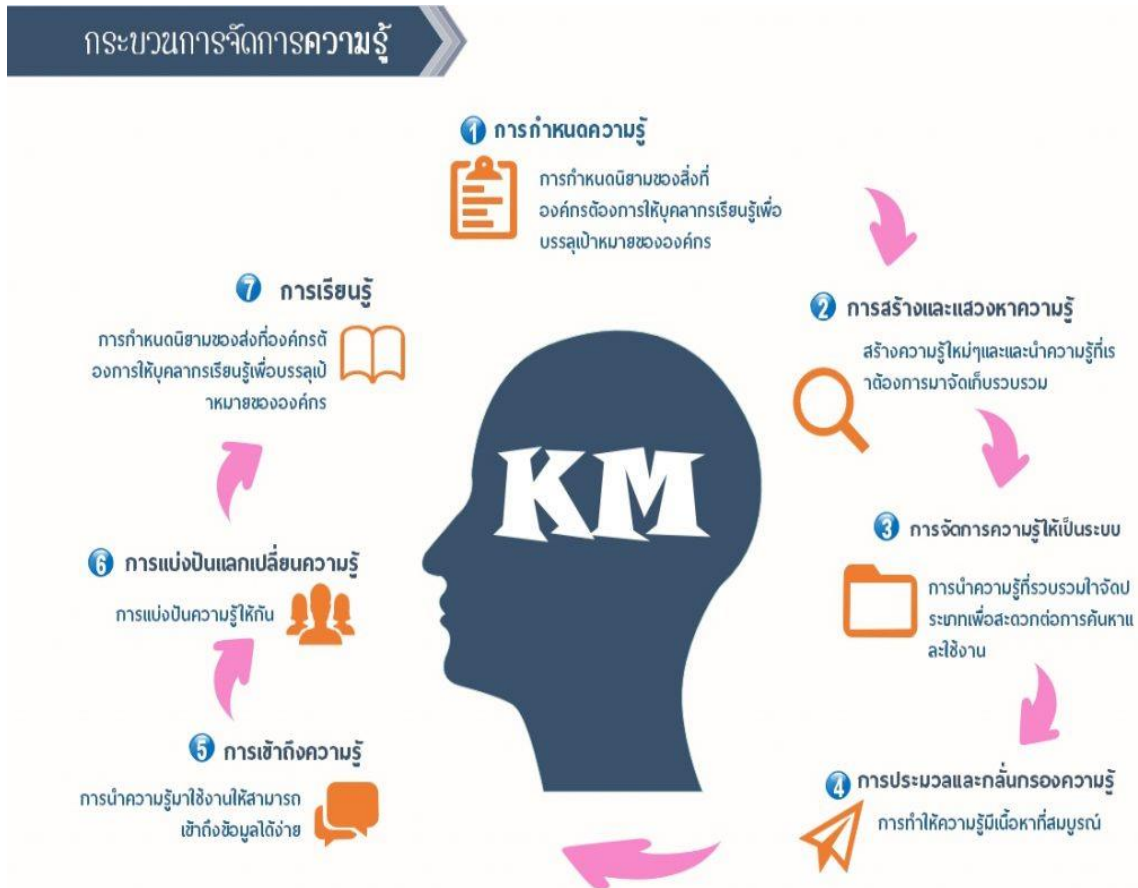 กระบวนการจัดการความรู้
1 การกำหนดความรู้
การกำหนดนิยามของสิ่งที่
องค์กรต้องการให้บุคลากรเรียนรู้เพื่อ
บรรลุเป้าหมายขององค์กร
2 การสร้างและแสวงหาความรู้
สร้างความรู้ใหม่ๆและและนำความรู้ที่เร
าต้องการมาจัดเก็บรวบรวม
3 การจัดการความรู้ให้เป็นระบบ
การนำความรู้ที่รวบรวมใาจัดป
ระเภทเพื่อสะดวกต่อการค้นหาแ
ละใช้งาน
4 การประมวลและกลั่นกรองความรู้
การทำให้ความรู้มีเนื้อหาที่สมบูรณ์
5 การเข้าถึงความรู้
การนำความรู้มาใช้งานให้สามารถ
เข้าถึงข้อมูลได้ง่าย
6 การแบ่งปันแลกเปลี่ยนความรู้
การแบ่งปันความรู้ให้กัน
7 การเรียนรู้
การกำหนดนิยามของส่งที่องค์กรต้
องการให้บุคลากรเรียนรู้เพื่อบรรลุเป้
าหมายขององค์กร
KM